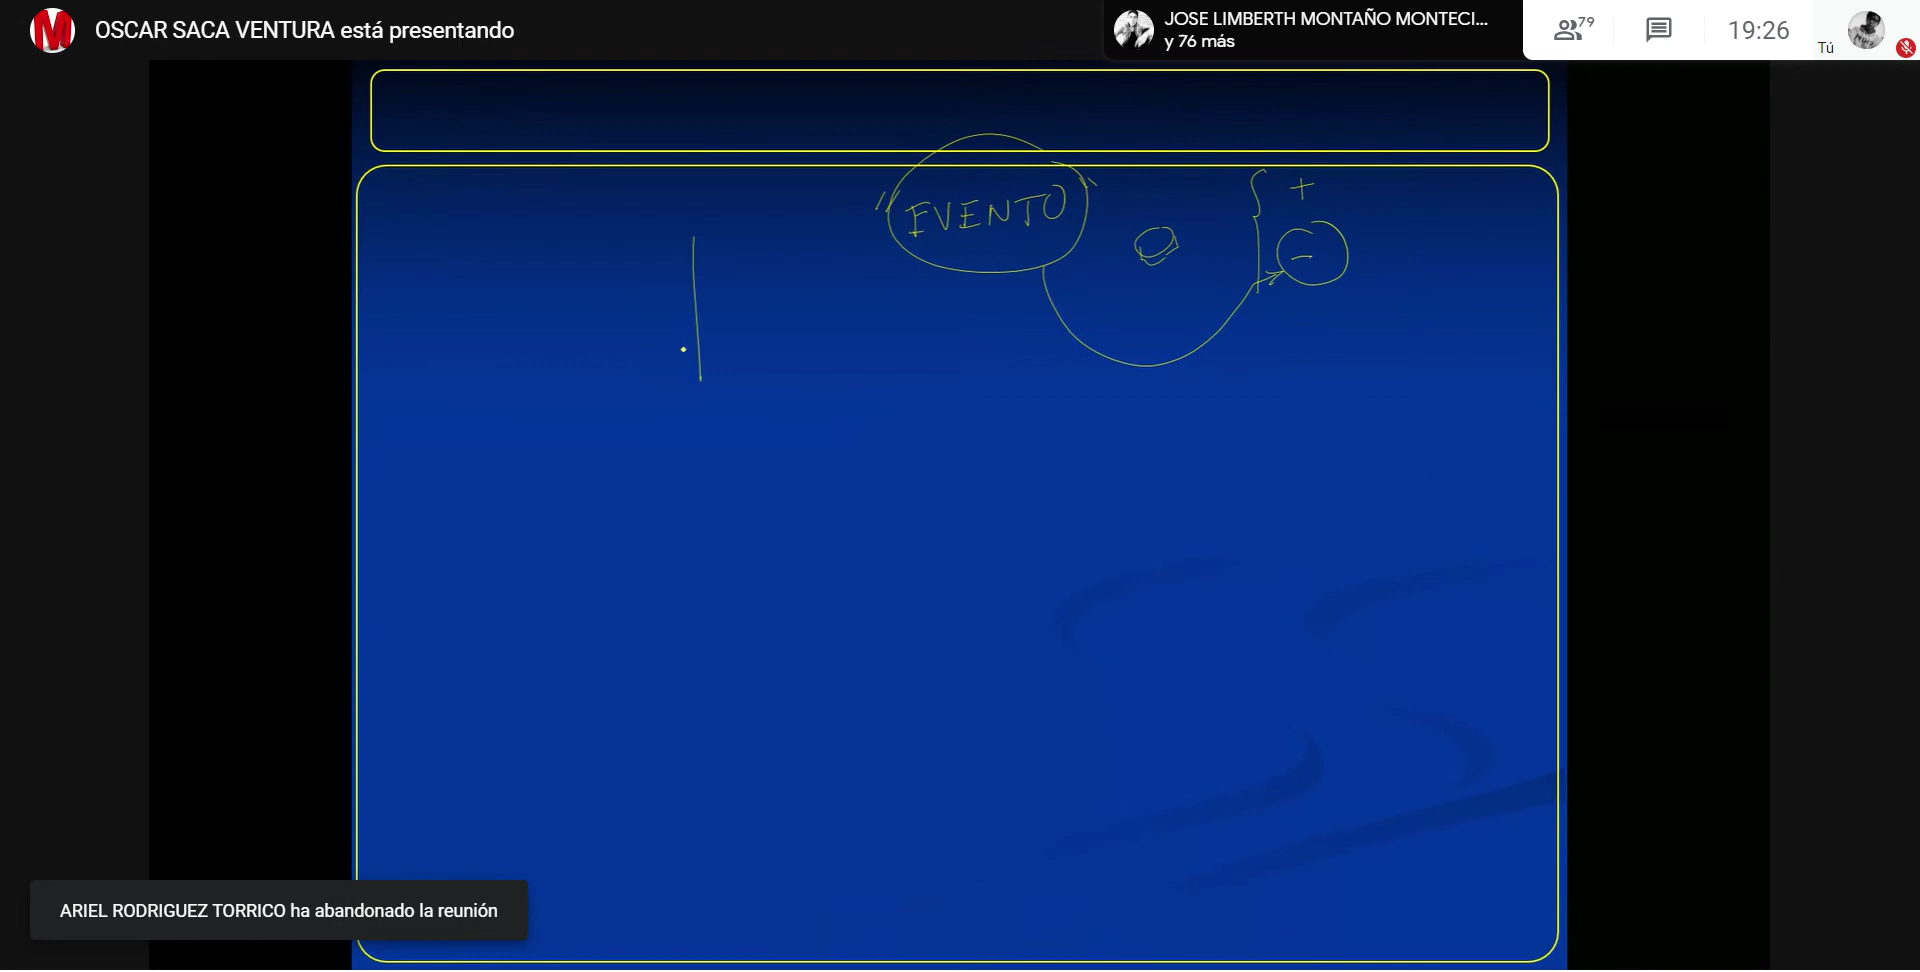 OSCAR SACA VENTURA está presentando
JOSE LIMBERTH MONTAÑO MONTECI...
y 76 más
79
19:26
Tú
"EVENTO"
+
-
ARIEL RODRIGUEZ TORRICO ha abandonado la reunión